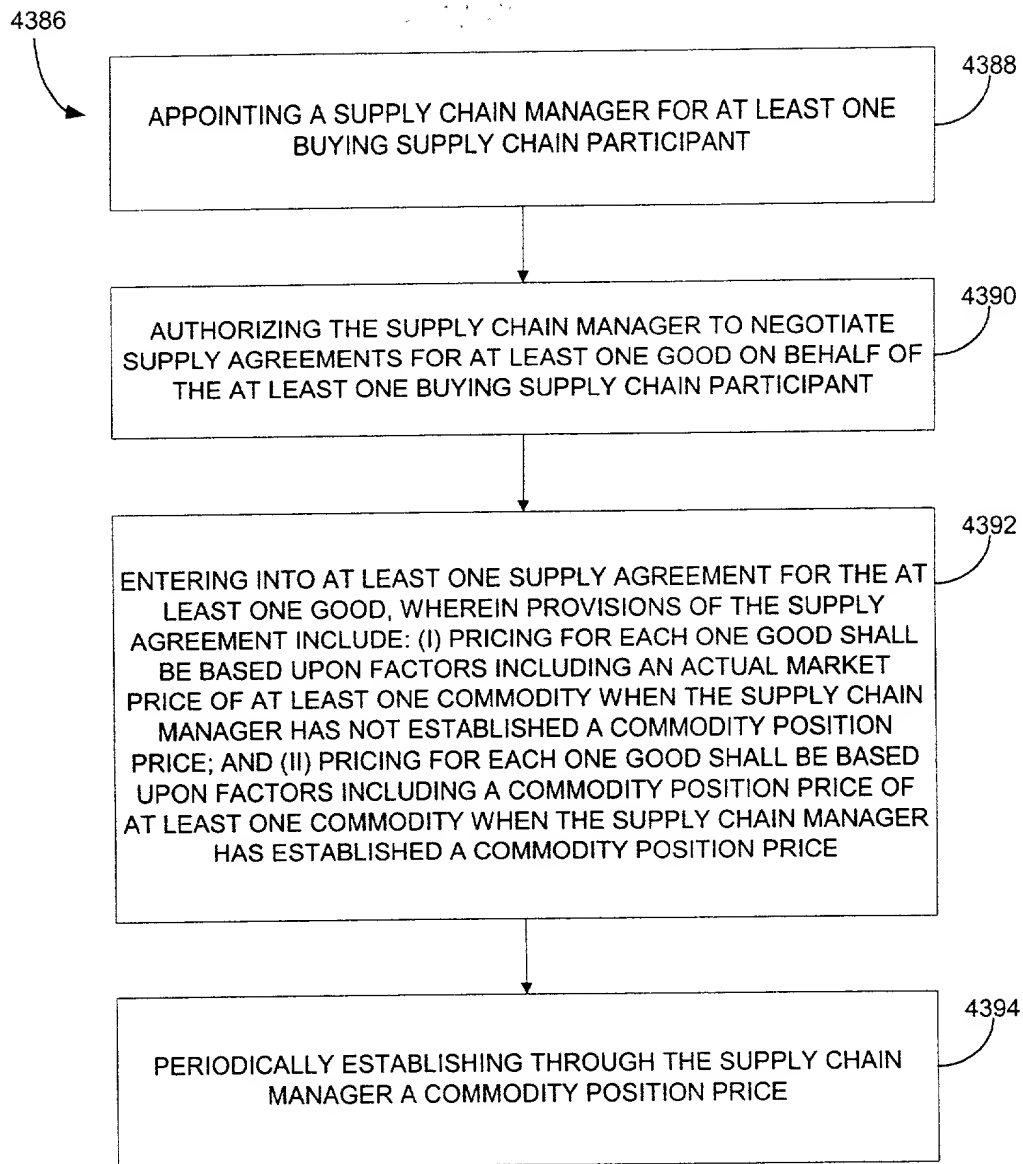 4386
4388
APPOINTING A SUPPLY CHAIN MANAGER FOR AT LEAST ONE
BUYING SUPPLY CHAIN PARTICIPANT
4390
AUTHORIZING THE SUPPLY CHAIN MANAGER TO NEGOTIATE
SUPPLY AGREEMENTS FOR AT LEAST ONE GOOD ON BEHALF OF
THE AT LEAST ONE BUYING SUPPLY CHAIN PARTICIPANT
4392
ENTERING INTO AT LEAST ONE SUPPLY AGREEMENT FOR THE AT
LEAST ONE GOOD, WHEREIN PROVISIONS OF THE SUPPLY
AGREEMENT INCLUDE: (I) PRICING FOR EACH ONE GOOD SHALL
BE BASED UPON FACTORS INCLUDING AN ACTUAL MARKET
PRICE OF AT LEAST ONE COMMODITY WHEN THE SUPPLY CHAIN
MANAGER HAS NOT ESTABLISHED A COMMODITY POSITION
PRICE; AND (II) PRICING FOR EACH ONE GOOD SHALL BE BASED
UPON FACTORS INCLUDING A COMMODITY POSITION PRICE OF
AT LEAST ONE COMMODITY WHEN THE SUPPLY CHAIN MANAGER
HAS ESTABLISHED A COMMODITY POSITION PRICE
4394
PERIODICALLY ESTABLISHING THROUGH THE SUPPLY CHAIN
MANAGER A COMMODITY POSITION PRICE